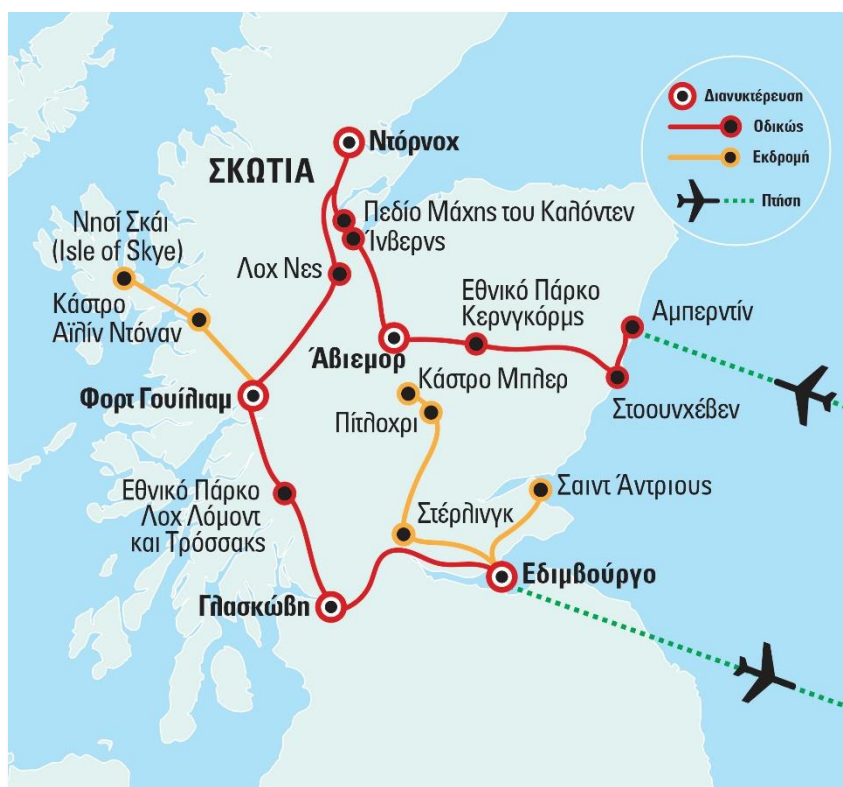 Διανυκτέρευση
Οδικώς
Εκδρομή
Πτήση
Ντόρνοχ
ΣΚΩΤΙΑ
Πεδίο Μάχης του Καλόντεν
Ίνβερνς
Νησί Σκάι
(Isle of Skye)
Λοχ Νες
Κάστρο
Αϊλίν Ντόναν
Εθνικό Πάρκο
Κερνγκόρμς
Αμπερντίν
Άβιεμορ
Κάστρο Μπλερ
Φορτ Γουίλιαμ
Πίτλοχρι
Στοουνχέβεν
Εθνικό Πάρκο
Λοχ Λόμοντ
και Τρόσσακς
Στέρλινγκ
Σαιντ Άντριους
Εδιμβούργο
Γλασκώβη